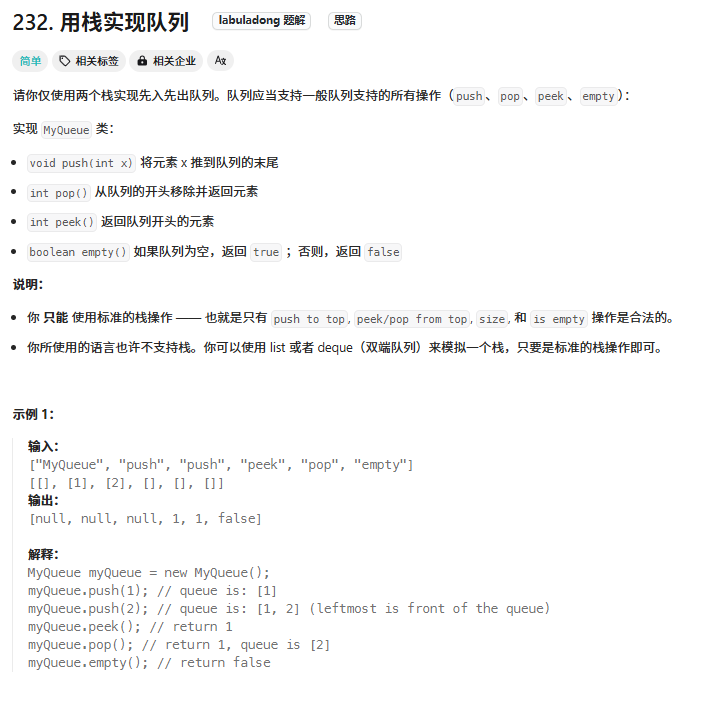 232. 用栈实现队列 labuladong 题解 思路
简单 相关标签 相关企业 Ax
请你仅使用两个栈实现先入先出队列。队列应当支持一般队列支持的所有操作（push、pop、peek、empty）：
实现 MyQueue 类：
void push(int x) 将元素 x 推到队列的末尾
int pop() 从队列的开头移除并返回元素
int peek() 返回队列开头的元素
boolean empty() 如果队列为空，返回 true ；否则，返回 false
说明：
你 只能 使用标准的栈操作 —— 也就是只有 push to top, peek/pop from top, size, 和 is empty 操作是合法的。
你所使用的语言也许不支持栈。你可以使用 list 或者 deque（双端队列）来模拟一个栈，只要是标准的栈操作即可。
示例 1：
输入：
["MyQueue", "push", "push", "peek", "pop", "empty"]
[[], [1], [2], [], [], []]
输出：
[null, null, null, 1, 1, false]
解释：
MyQueue myQueue = new MyQueue();
myQueue.push(1); // queue is: [1]
myQueue.push(2); // queue is: [1, 2] (leftmost is front of the queue)
myQueue.peek(); // return 1
myQueue.pop(); // return 1, queue is [2]
myQueue.empty(); // return false